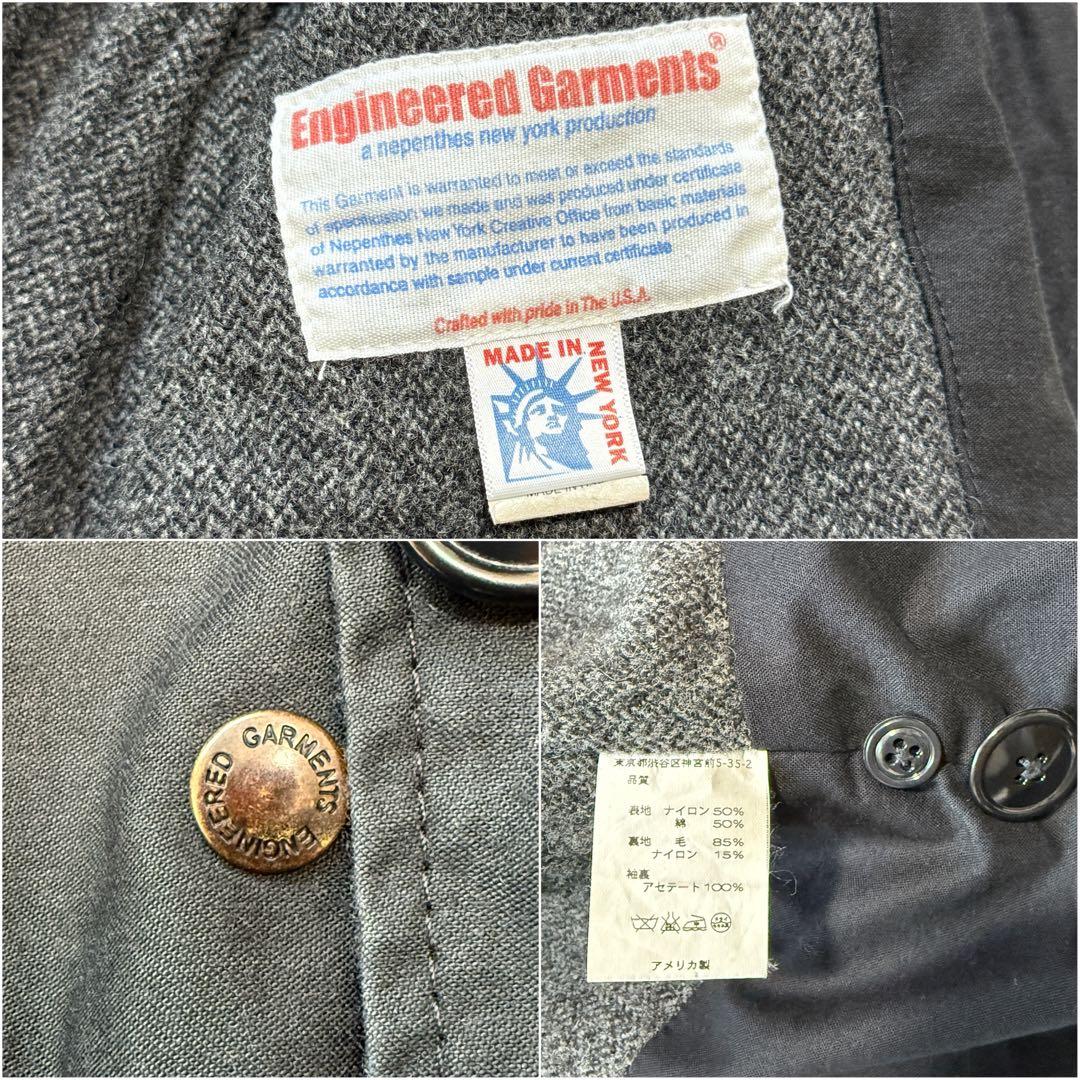 Engineered Garments®
a nepenthes new york production
This Garment is warranted to meet or exceed the standards
of specification we made and was produced under certificate
of Nepenthes New York Creative Office from basic materials
warranted by the manufacturer to have been produced in
accordance with sample under current certificate
Crafted with pride in The U.S.A.
MADE IN
NEW YORK
GARMENTS ENGINEERED
東京都渋谷区神宮前5-35-2
品質
表地 ナイロン 50%
綿 50%
裏地 毛 85%
ナイロン 15%
袖裏
アセテート 100%
アメリカ製